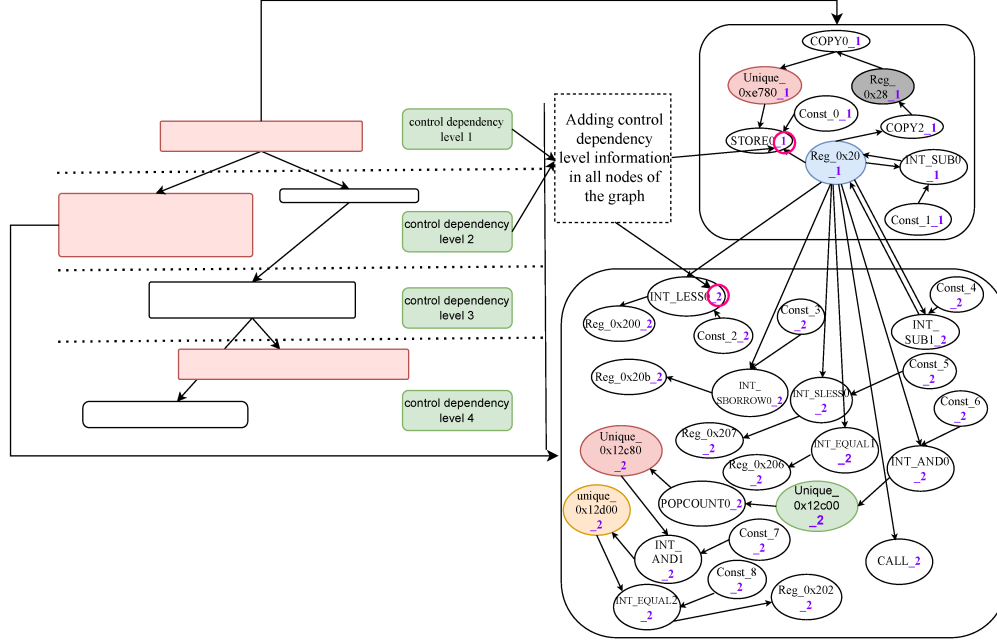 control dependency
level 1
control dependency
level 2
control dependency
level 3
control dependency
level 4
Adding control
dependency
level information
in all nodes of
the graph
COPY0_1
Unique_
0xe780_1
Reg_
0x28_1
Const_0_1
COPY2_1
STORE0_1
Reg_0x20
_1
INT_SUB0
_1
Const_1_1
INT_LESS0_2
Reg_0x200_2
Const_2_2
Const_3
_2
Const_4
_2
INT_
SUB1_2
Reg_0x20b_2
INT_
SBORROW0_2
INT_SLESS0
_2
Const_5
_2
Const_6
_2
Reg_0x207
_2
Unique_
0x12c80
_2
INT_EQUAL1
_2
Reg_0x206
_2
INT_AND0
_2
unique_
0x12d00
_2
POPCOUNT0_2
Unique_
0x12c00
_2
INT_
AND1
_2
Const_7
_2
CALL_2
Const_8
_2
INT_EQUAL2
_2
Reg_0x202
_2